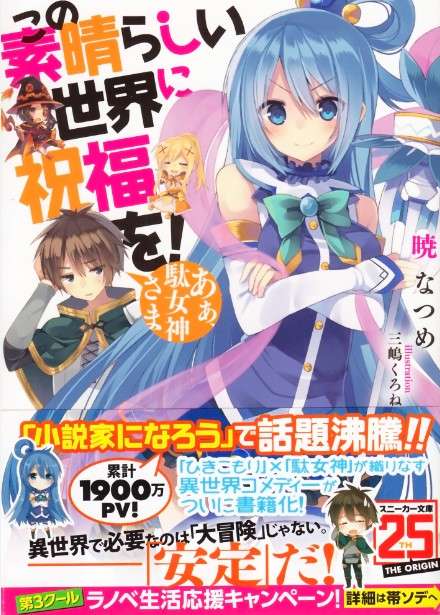 この
素晴らしい
世界に
祝福
を!
あぁ、
駄女神
さま
暁なつめ
illustration
三嶋くろね
「小説家になろう」で話題沸騰!!
累計
1900万
PV!
「ひきこもり」×「駄女神」が織りなす
異世界コメディーが
ついに書籍化!
異世界で必要なのは「大冒険」じゃない。
「安定」だ!
スニーカー文庫
25TH
THE ORIGIN
第3クール
ラノベ生活応援キャンペーン!
詳細は帯ソデへ